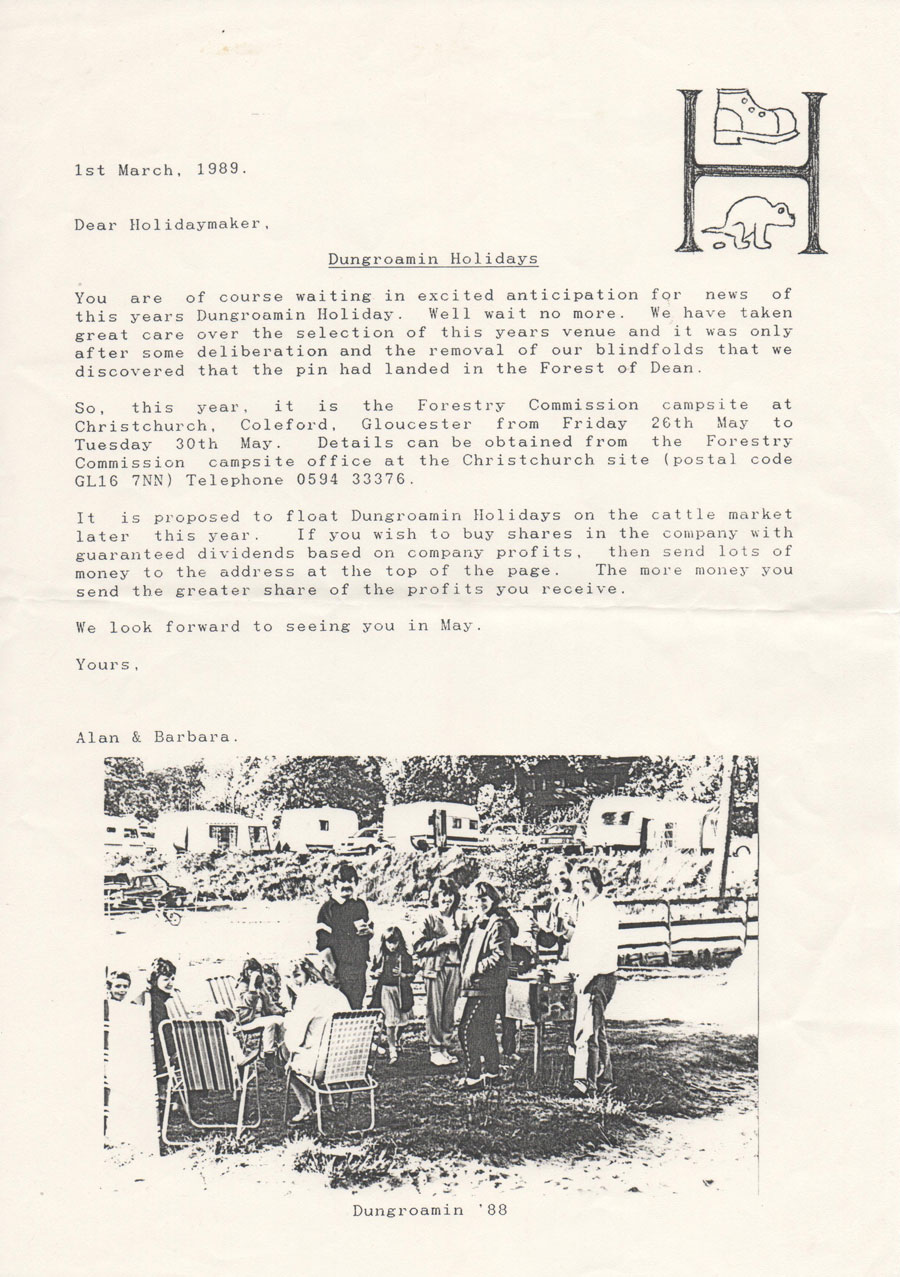 1st March, 1989.
Dear Holidaymaker,
Dungroamin Holidays
You are of course waiting in excited anticipation for news of
this years Dungroamin Holiday. Well wait no more. We have taken
great care over the selection of this years venue and it was only
after some deliberation and the removal of our blindfolds that we
discovered that the pin had landed in the Forest of Dean.
So, this year, it is the Forestry Commission campsite at
Christchurch, Coleford, Gloucester from Friday 26th May to
Tuesday 30th May. Details can be obtained from the Forestry
Commission campsite office at the Christchurch site (postal code
GL16 7NN) Telephone 0594 33376.
It is proposed to float Dungroamin Holidays on the cattle market
later this year. If you wish to buy shares in the company with
guaranteed dividends based on company profits, then send lots of
money to the address at the top of the page. The more money you
send the greater share of the profits you receive.
We look forward to seeing you in May.
Yours,
Alan & Barbara.
Dungroamin '88